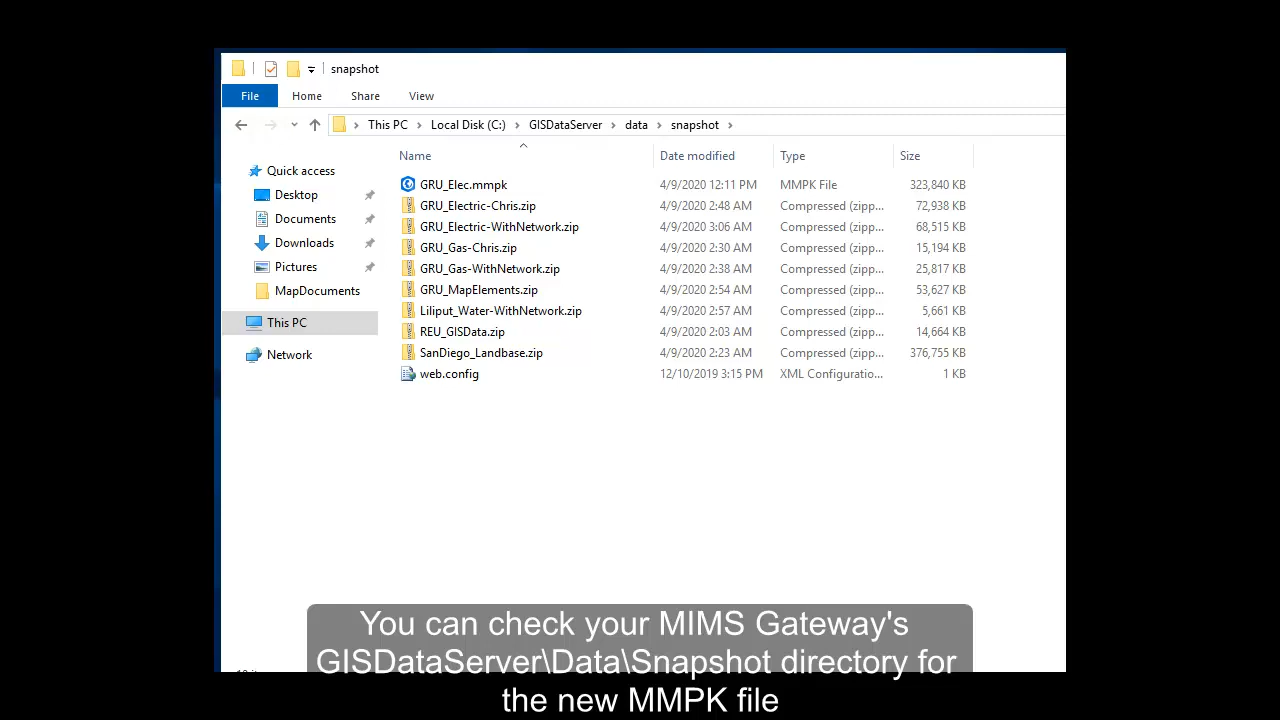 snapshot
File Home Share View
This PC Local Disk (C:) GISDataServer data snapshot
Name Date modified Type Size
Quick access
Desktop
Documents
Downloads
Pictures
MapDocuments
This PC
Network
GRU_Elec.mmpk 4/9/2020 12:11 PM MMPK File 323,840 KB
GRU_Electric-Chris.zip 4/9/2020 2:48 AM Compressed (zipp... 72,938 KB
GRU_Electric-WithNetwork.zip 4/9/2020 3:06 AM Compressed (zipp... 68,515 KB
GRU_Gas-Chris.zip 4/9/2020 2:30 AM Compressed (zipp... 15,194 KB
GRU_Gas-WithNetwork.zip 4/9/2020 2:38 AM Compressed (zipp... 25,817 KB
GRU_MapElements.zip 4/9/2020 2:54 AM Compressed (zipp... 53,627 KB
Liliput_Water-WithNetwork.zip 4/9/2020 2:57 AM Compressed (zipp... 5,661 KB
REU_GISData.zip 4/9/2020 2:03 AM Compressed (zipp... 14,664 KB
SanDiego_Landbase.zip 4/9/2020 2:23 AM Compressed (zipp... 376,755 KB
web.config 12/10/2019 3:15 PM XML Configuratio... 1 KB
You can check your MIMS Gateway's
GISDataServer\Data\Snapshot directory for
the new MMPK file